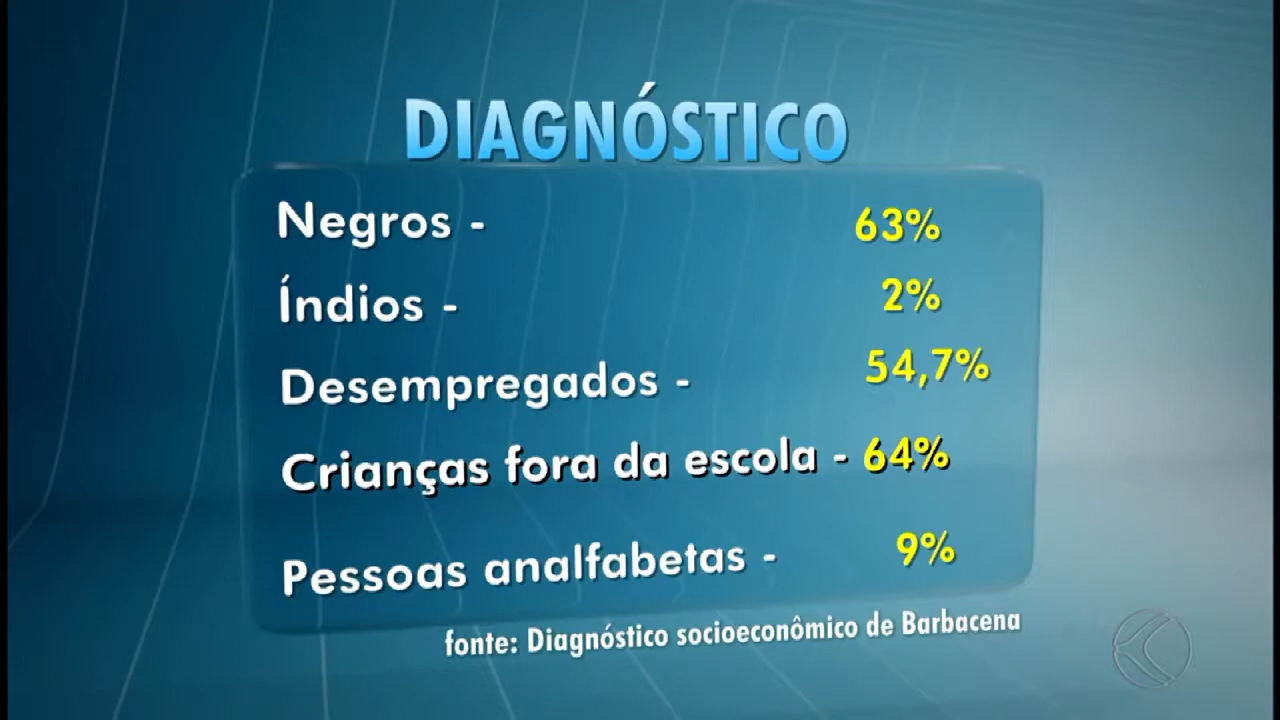 DIAGNÓSTICO
Negros - 63%
Índios - 2%
Desempregados - 54,7%
Crianças fora da escola - 64%
Pessoas analfabetas - 9%
fonte: Diagnóstico socioeconômico de Barbacena